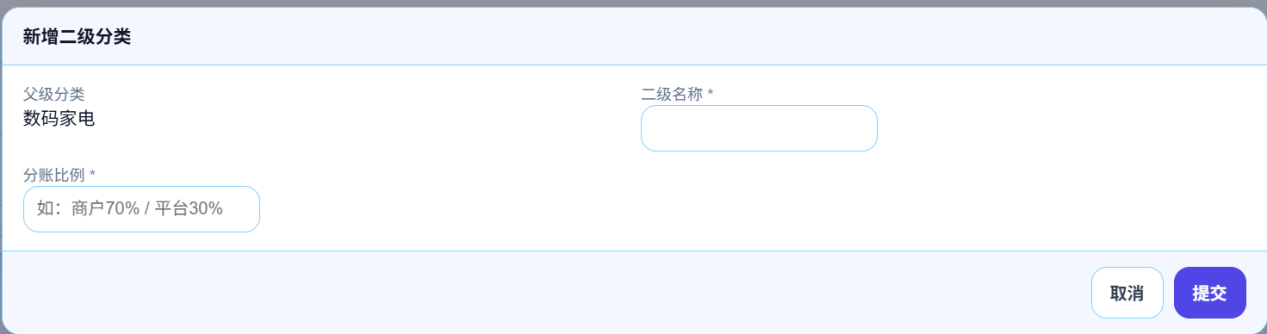 新增二级分类
父级分类
数码家电
二级名称 *
分账比例 *
如：商户70% / 平台30%
取消
提交